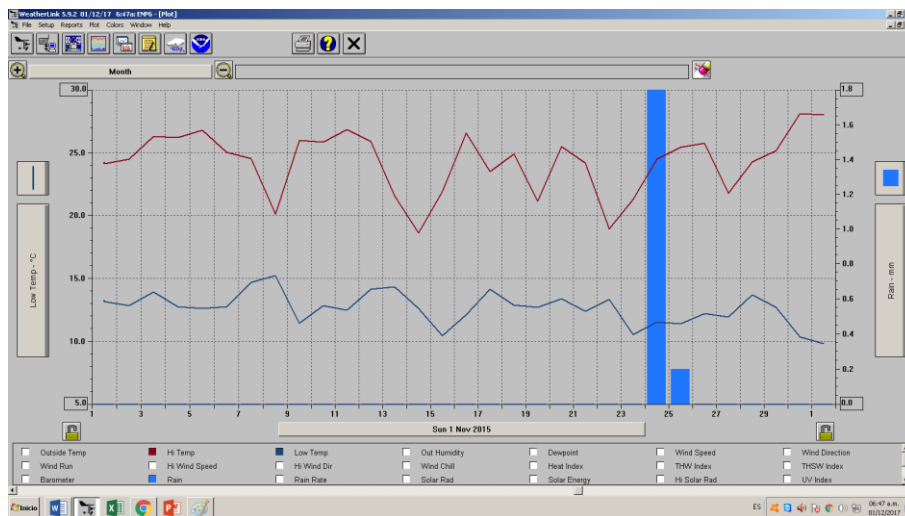 WeatherLink 5.9.2 01/12/17 6:47a: ENP6 - [Plot]
File Setup Reports Plot Colors Window Help
Month
30.0
25.0
20.0
15.0
10.0
5.0
Low Temp - °C
1.8
1.6
1.4
1.2
1.0
0.8
0.6
0.4
0.2
0.0
Rain - mm
1 3 5 7 9 11 13 15 17 19 21 23 25 27 29 1
Sun 1 Nov 2015
Outside Temp Hi Temp Low Temp Out Humidity Dewpoint Wind Speed Wind Direction
Wind Run Hi Wind Speed Hi Wind Dir Wind Chill Heat Index THW Index THSW Index
Barometer Rain Rain Rate Solar Rad Solar Energy Hi Solar Rad UV Index
Inicio
ES
06:47 a.m.
01/12/2017